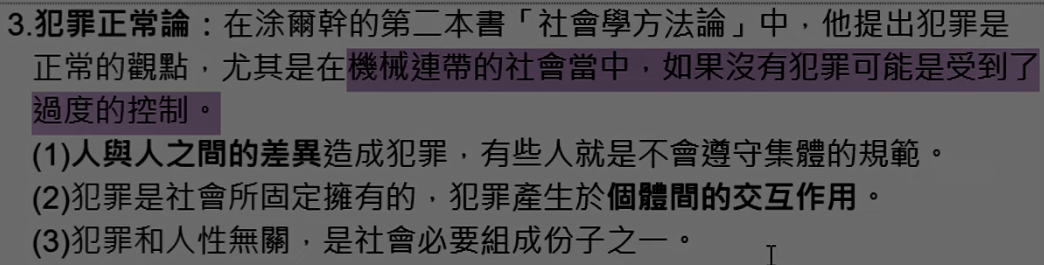 3.犯罪正常論：在涂爾幹的第二本書「社會學方法論」中，他提出犯罪是
正常的觀點，尤其是在機械連帶的社會當中，如果沒有犯罪可能是受到了
過度的控制。
(1)人與人之間的差異造成犯罪，有些人就是不會遵守集體的規範。
(2)犯罪是社會所固定擁有的，犯罪產生於個體間的交互作用。
(3)犯罪和人性無關，是社會必要組成份子之一。